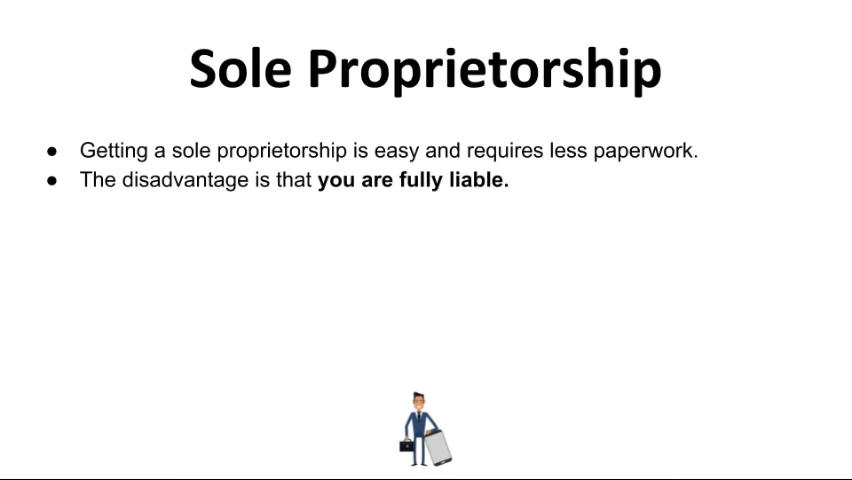 Sole Proprietorship
● Getting a sole proprietorship is easy and requires less paperwork.
● The disadvantage is that you are fully liable.